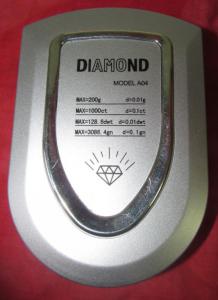 DIAMOND
MODEL A04
MAX=200g d=0.01g
MAX=1000ct d=0.1ct
MAX=128.6dwt d=0.01dwt
MAX=3086.4gn d=0.1gn